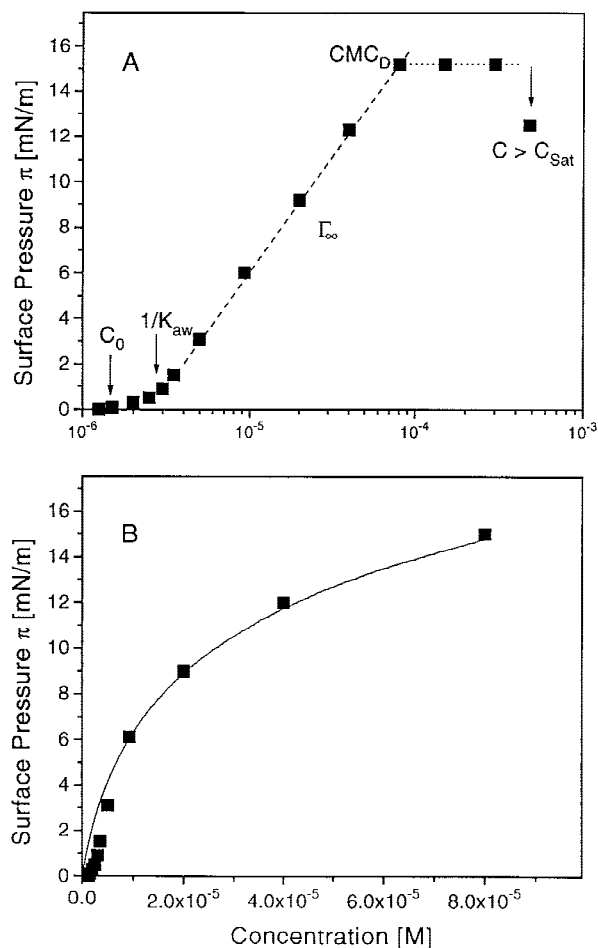 A
Surface Pressure π [mN/m]
16
14
12
10
8
6
4
2
0
CMC_D
C > C_Sat
Γ∞
1/K_aw
C_0
10^-6
10^-5
10^-4
10^-3
B
Surface Pressure π [mN/m]
16
14
12
10
8
6
4
2
0
0.0
2.0x10^-5
4.0x10^-5
6.0x10^-5
8.0x10^-5
Concentration [M]